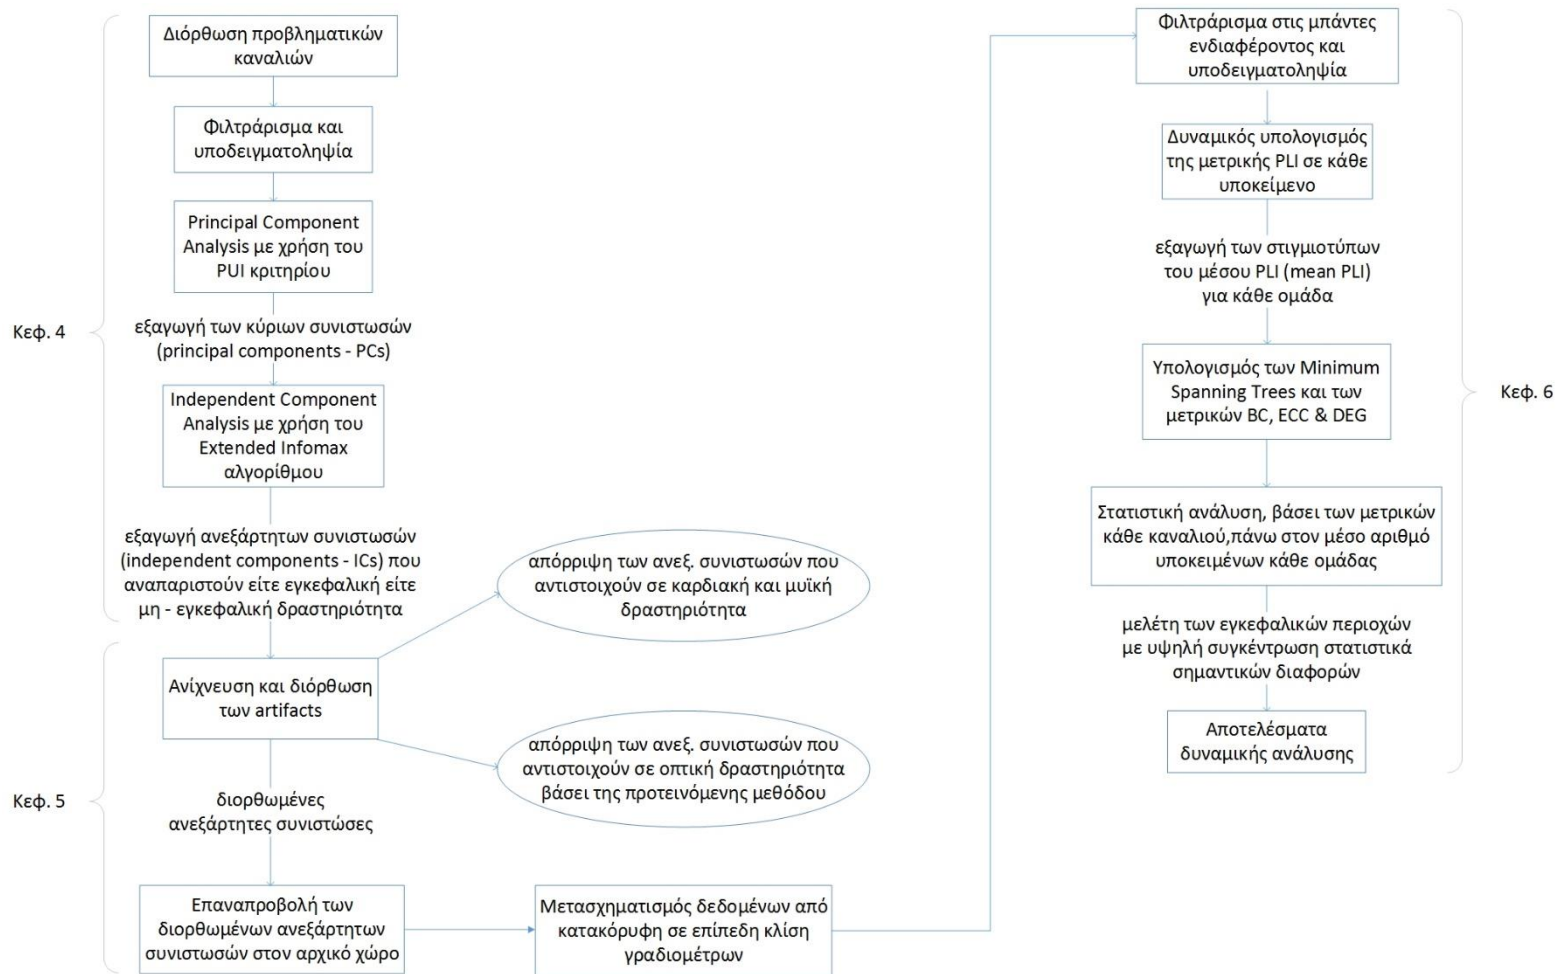 Διόρθωση προβληματικών
καναλιών
Φιλτράρισμα και
υποδειγματοληψία
Principal Component
Analysis με χρήση του
PUI κριτηρίου
Κεφ. 4
εξαγωγή των κύριων συνιστωσών
(principal components - PCs)
Independent Component
Analysis με χρήση του
Extended Infomax
αλγορίθμου
εξαγωγή ανεξάρτητων συνιστωσών
(independent components - ICs) που
αναπαριστούν είτε εγκεφαλική είτε
μη - εγκεφαλική δραστηριότητα
απόρριψη των ανεξ. συνιστωσών που
αντιστοιχούν σε καρδιακή και μυϊκή
δραστηριότητα
Ανίχνευση και διόρθωση
των artifacts
απόρριψη των ανεξ. συνιστωσών που
αντιστοιχούν σε οπτική δραστηριότητα
βάσει της προτεινόμενης μεθόδου
Κεφ. 5
διορθωμένες
ανεξάρτητες συνιστώσες
Επαναπροβολή των
διορθωμένων ανεξάρτητων
συνιστωσών στον αρχικό χώρο
Μετασχηματισμός δεδομένων από
κατακόρυφη σε επίπεδη κλίση
γραδιομέτρων
Φιλτράρισμα στις μπάντες
ενδιαφέροντος και
υποδειγματοληψία
Δυναμικός υπολογισμός
της μετρικής PLI σε κάθε
υποκείμενο
εξαγωγή των στιγμιοτύπων
του μέσου PLI (mean PLI)
για κάθε ομάδα
Υπολογισμός των Minimum
Spanning Trees και των
μετρικών BC, ECC & DEG
Κεφ. 6
Στατιστική ανάλυση, βάσει των μετρικών
κάθε καναλιού,πάνω στον μέσο αριθμό
υποκειμένων κάθε ομάδας
μελέτη των εγκεφαλικών περιοχών
με υψηλή συγκέντρωση στατιστικά
σημαντικών διαφορών
Αποτελέσματα
δυναμικής ανάλυσης